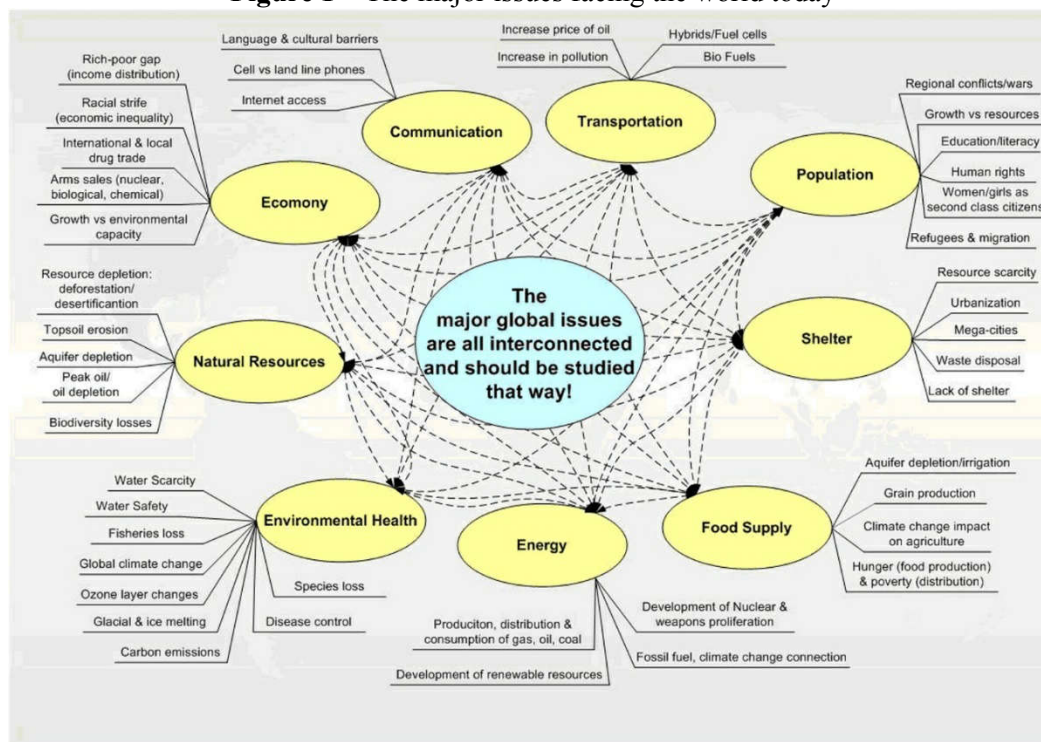 Figure 1 – The major issues facing the world today
Language & cultural barriers
Cell vs land line phones
Internet access
Communication
Increase price of oil
Increase in pollution
Hybrids/Fuel cells
Bio Fuels
Transportation
Rich-poor gap
(income distribution)
Racial strife
(economic inequality)
International & local
drug trade
Arms sales (nuclear,
biological, chemical)
Growth vs environmental
capacity
Ecomony
Regional conflicts/wars
Growth vs resources
Education/literacy
Human rights
Women/girls as
second class citizens
Refugees & migration
Population
The
major global issues
are all interconnected
and should be studied
that way!
Resource depletion:
deforestation/
desertificantion
Topsoil erosion
Aquifer depletion
Peak oil/
oil depletion
Biodiversity losses
Natural Resources
Resource scarcity
Urbanization
Mega-cities
Waste disposal
Lack of shelter
Shelter
Water Scarcity
Water Safety
Fisheries loss
Global climate change
Ozone layer changes
Glacial & ice melting
Carbon emissions
Species loss
Disease control
Environmental Health
Energy
Produciton, distribution &
consumption of gas, oil, coal
Development of renewable resources
Development of Nuclear &
weapons proliferation
Fossil fuel, climate change connection
Food Supply
Aquifer depletion/irrigation
Grain production
Climate change impact
on agriculture
Hunger (food production)
& poverty (distribution)